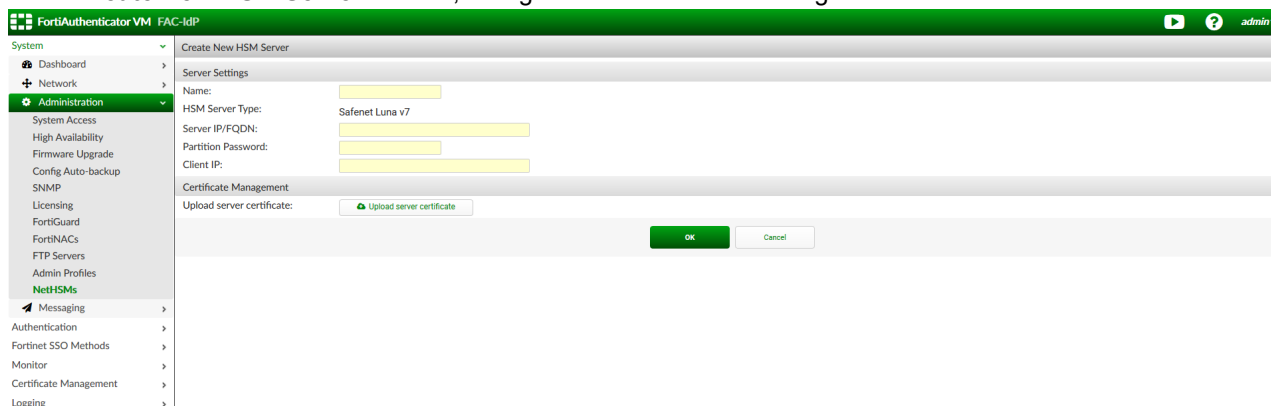 FortiAuthenticator VM FAC-IdP
admin
System
Dashboard
Network
Administration
System Access
High Availability
Firmware Upgrade
Config Auto-backup
SNMP
Licensing
FortiGuard
FortiNACs
FTP Servers
Admin Profiles
NetHSMs
Messaging
Authentication
Fortinet SSO Methods
Monitor
Certificate Management
Logging
Create New HSM Server
Server Settings
Name:
HSM Server Type: Safenet Luna v7
Server IP/FQDN:
Partition Password:
Client IP:
Certificate Management
Upload server certificate: Upload server certificate
OK Cancel